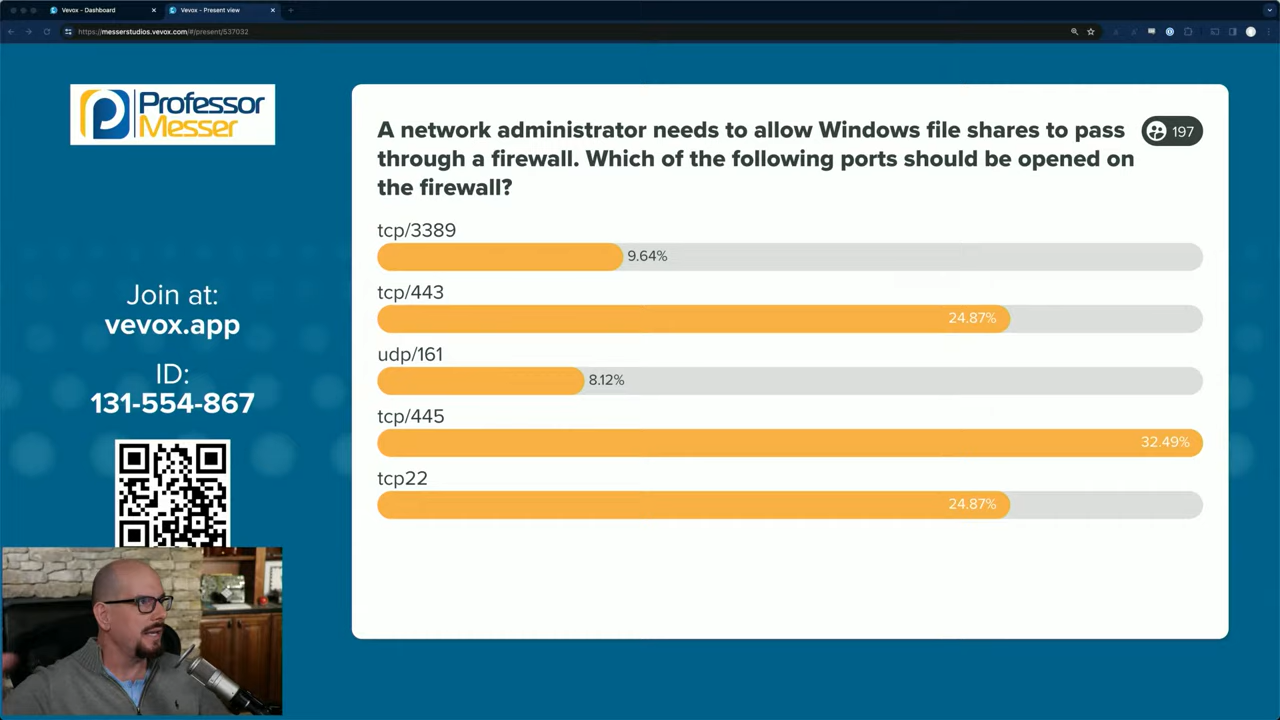 Vevox - Dashboard
Vevox - Present view
https://messerstudios.vevox.com/#/present/537032
Professor
Messer
A network administrator needs to allow Windows file shares to pass
through a firewall. Which of the following ports should be opened on
the firewall?
197
tcp/3389
9.64%
tcp/443
24.87%
udp/161
8.12%
tcp/445
32.49%
tcp22
24.87%
Join at:
vevox.app
ID:
131-554-867